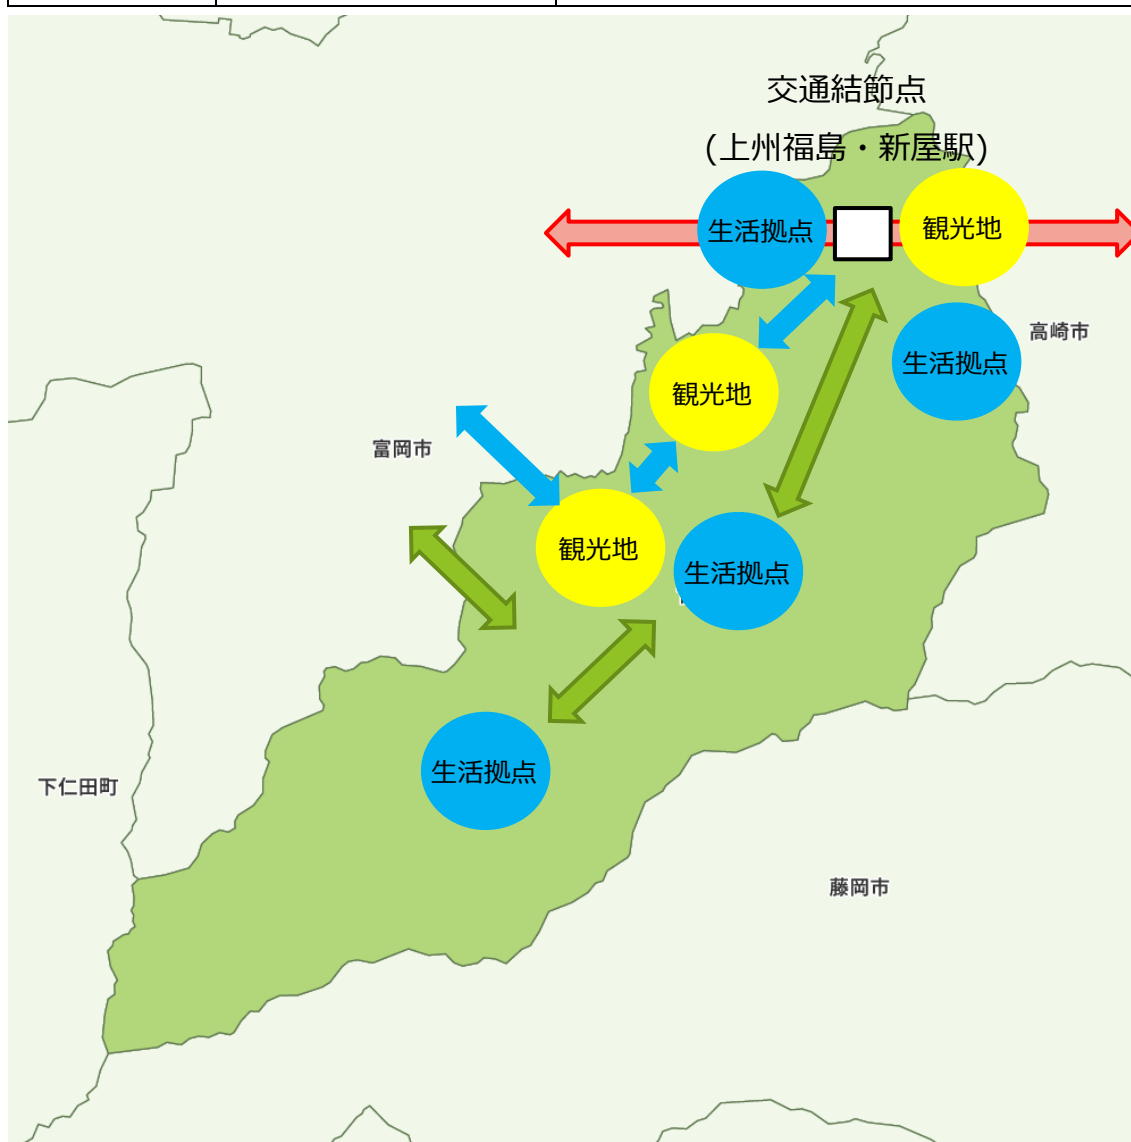 交通結節点
(上州福島・新屋駅)
生活拠点
観光地
高崎市
生活拠点
観光地
富岡市
観光地
生活拠点
生活拠点
下仁田町
藤岡市